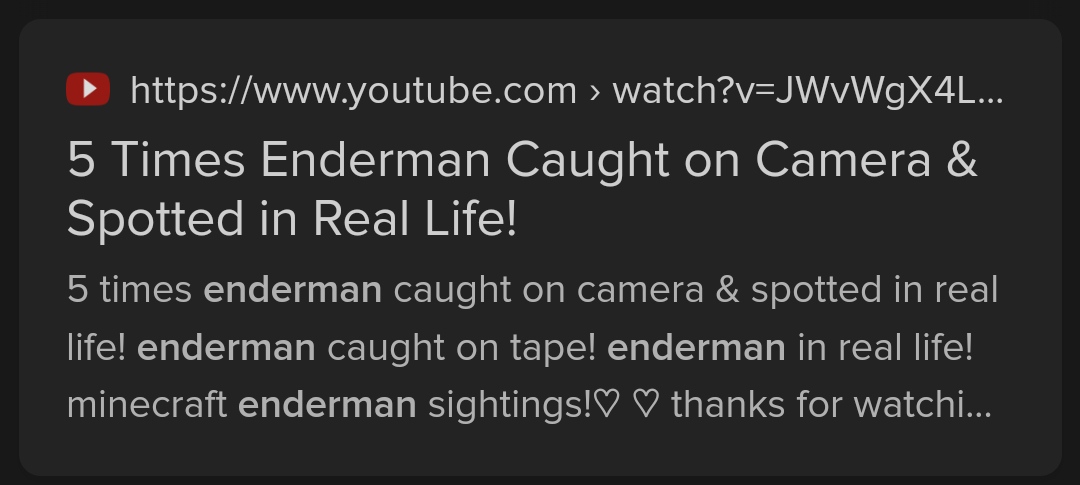 https://www.youtube.com › watch?v=JWvWgX4L...
5 Times Enderman Caught on Camera &
Spotted in Real Life!
5 times enderman caught on camera & spotted in real
life! enderman caught on tape! enderman in real life!
minecraft enderman sightings!♡ ♡ thanks for watchi...